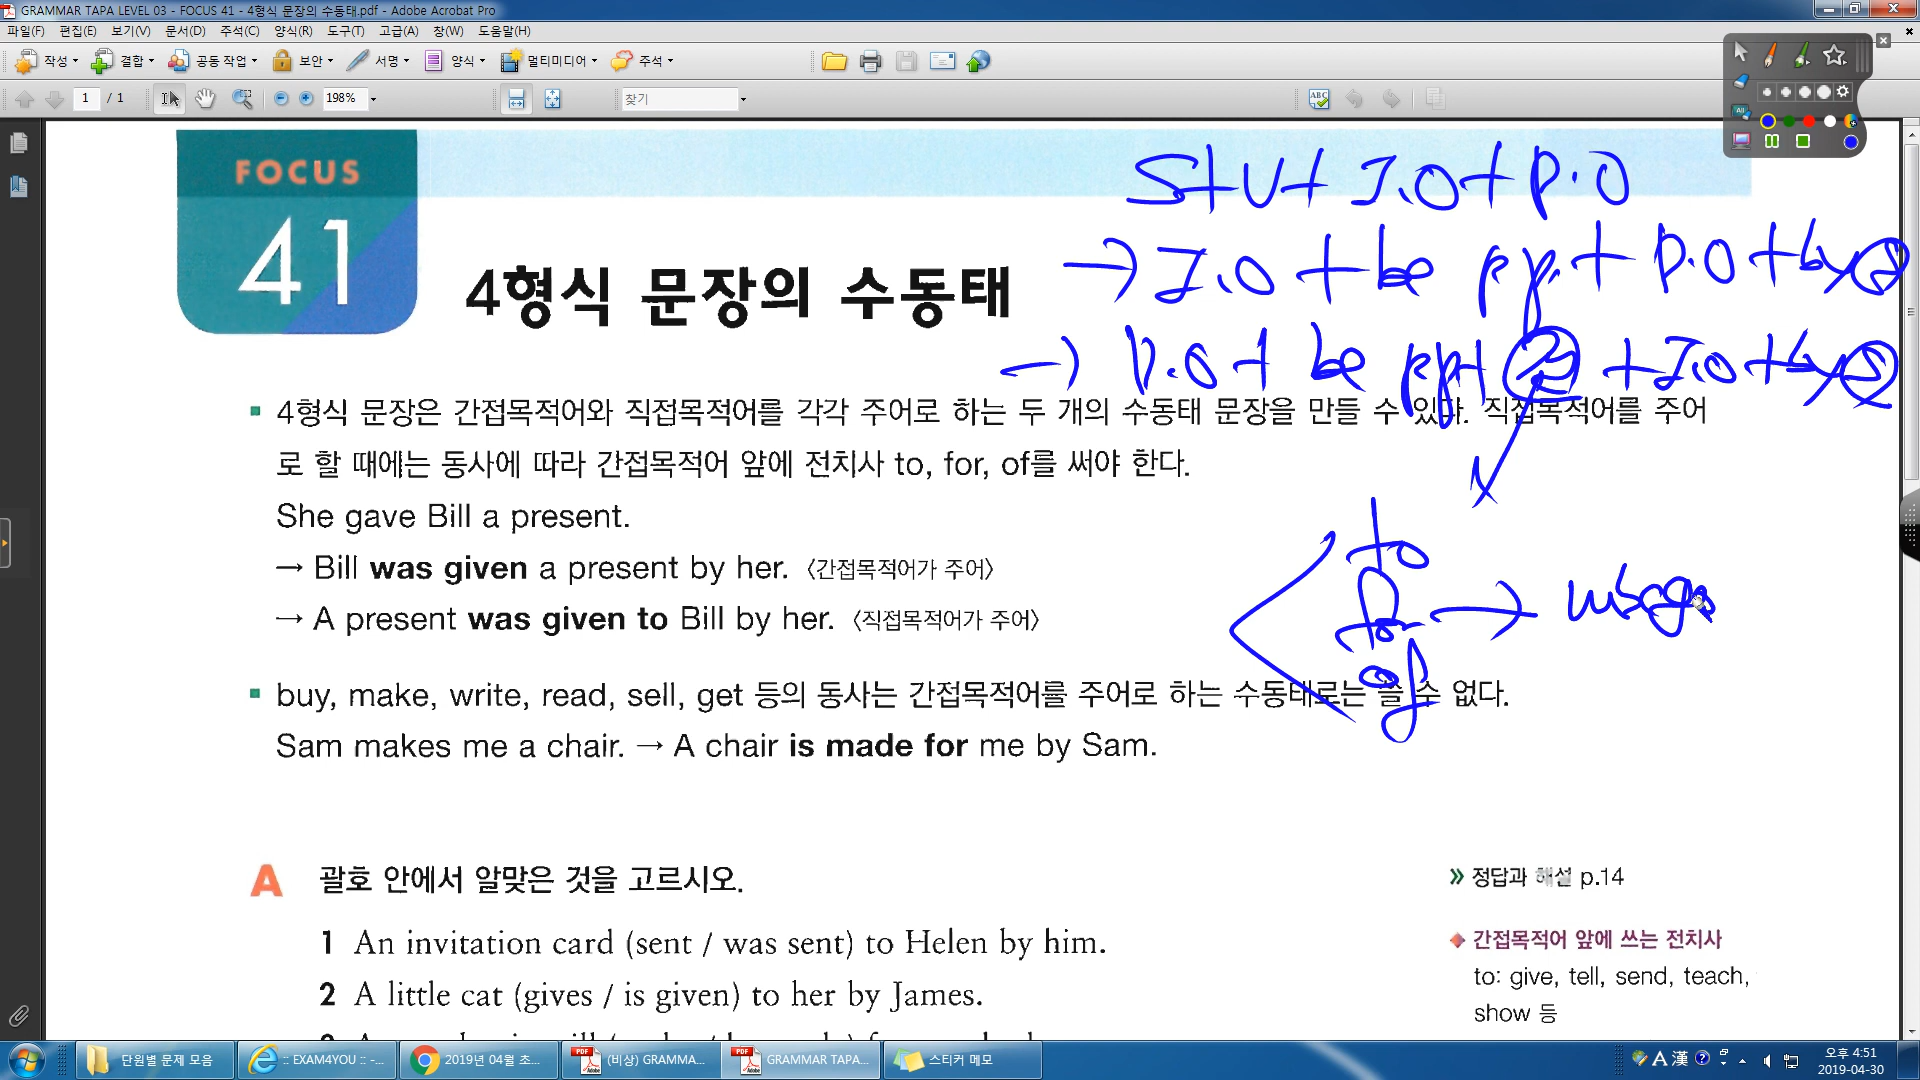 GRAMMAR TAPA LEVEL 03 - FOCUS 41 - 4형식 문장의 수동태.pdf - Adobe Acrobat Pro
파일(F) 편집(E) 보기(V) 문서(D) 주석(C) 양식(R) 도구(T) 고급(A) 창(W) 도움말(H)
작성 결합 공동 작업 보안 서명 양식 멀티미디어 주석
1 / 1 198% 찾기
FOCUS
41
4형식 문장의 수동태
S+V+I.O+D.O
→ I.O + be pp.+ D.O + by S
→ D.O + be pp+ 전 + I.O + by S
4형식 문장은 간접목적어와 직접목적어를 각각 주어로 하는 두 개의 수동태 문장을 만들 수 있다. 직접목적어를 주어
로 할 때에는 동사에 따라 간접목적어 앞에 전치사 to, for, of를 써야 한다.
She gave Bill a present.
→ Bill was given a present by her. 〈간접목적어가 주어〉
→ A present was given to Bill by her. 〈직접목적어가 주어〉
to
for → usage
of
buy, make, write, read, sell, get 등의 동사는 간접목적어를 주어로 하는 수동태로는 쓸 수 없다.
Sam makes me a chair. → A chair is made for me by Sam.
A 괄호 안에서 알맞은 것을 고르시오.
» 정답과 해설 p.14
1 An invitation card (sent / was sent) to Helen by him.
2 A little cat (gives / is given) to her by James.
간접목적어 앞에 쓰는 전치사
to: give, tell, send, teach,
show 등
단원별 문제 모음
:: EXAM4YOU :: -...
2019년 04월 초...
(비상) GRAMMA...
GRAMMAR TAPA...
스티커 메모
A 漢
오후 4:51
2019-04-30